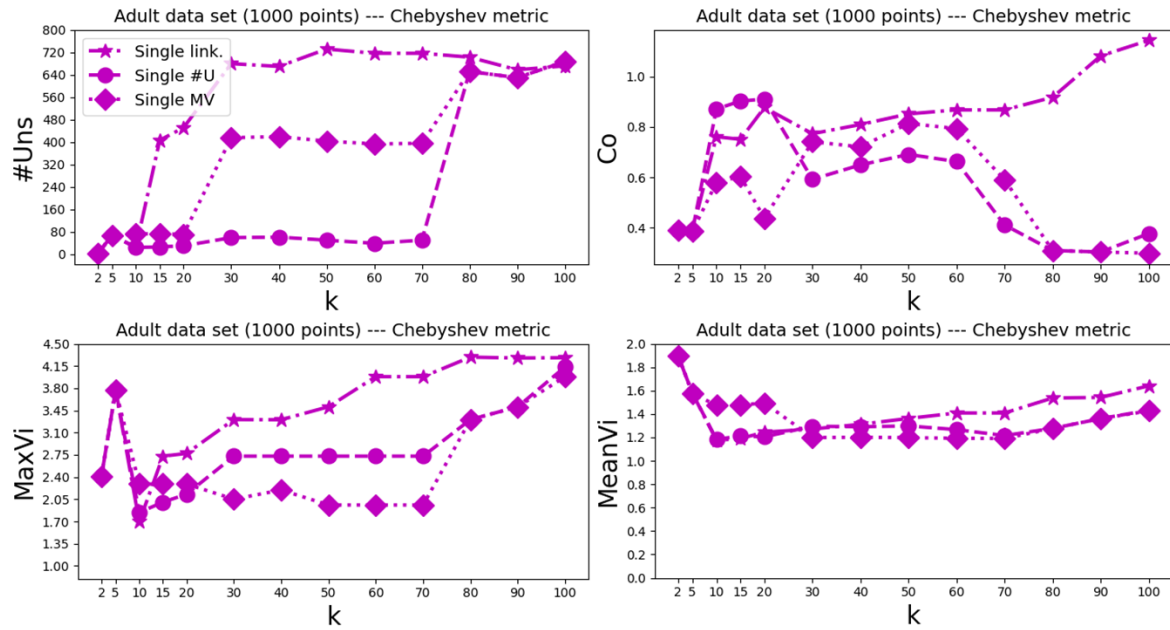 Adult data set (1000 points) --- Chebyshev metric
800
720
640
560
480
400
320
240
160
80
0
#Uns
Single link.
Single #U
Single MV
2 5 10 15 20 30 40 50 60 70 80 90 100
k
Adult data set (1000 points) --- Chebyshev metric
1.0
0.8
0.6
0.4
Co
2 5 10 15 20 30 40 50 60 70 80 90 100
k
Adult data set (1000 points) --- Chebyshev metric
4.50
4.15
3.80
3.45
3.10
2.75
2.40
2.05
1.70
1.35
1.00
MaxVi
2 5 10 15 20 30 40 50 60 70 80 90 100
k
Adult data set (1000 points) --- Chebyshev metric
2.0
1.8
1.6
1.4
1.2
1.0
0.8
0.6
0.4
0.2
0.0
MeanVi
2 5 10 15 20 30 40 50 60 70 80 90 100
k